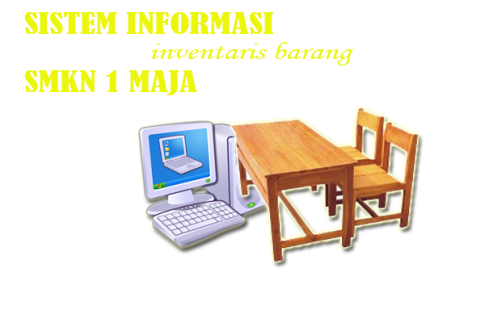 SISTEM INFORMASI
inventaris barang
SMKN 1 MAJA